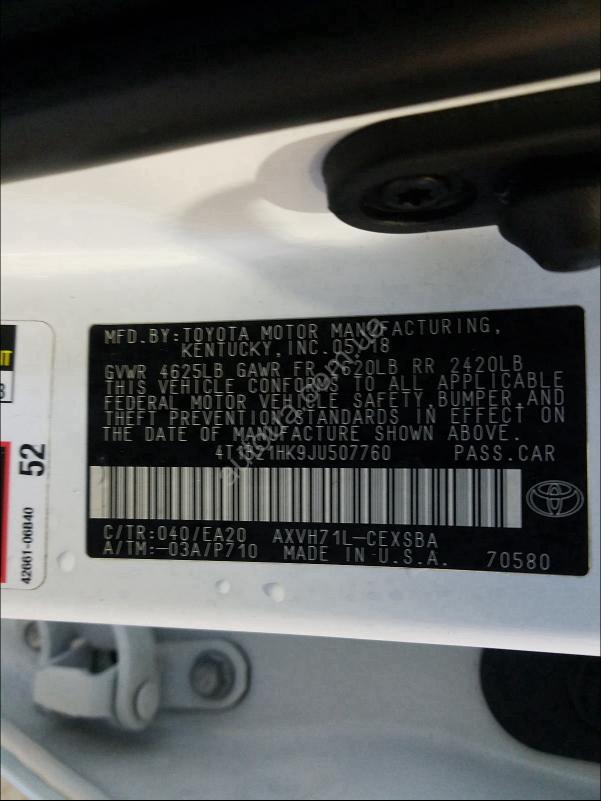 MFD.BY:TOYOTA MOTOR MANUFACTURING,
KENTUCKY,INC.05/18
GVWR 4625LB GAWR FR 2620LB RR 2420LB
THIS VEHICLE CONFORMS TO ALL APPLICABLE
FEDERAL MOTOR VEHICLE SAFETY,BUMPER,AND
THEFT PREVENTION STANDARDS IN EFFECT ON
THE DATE OF MANUFACTURE SHOWN ABOVE.
PASS.CAR
C/TR:040/EA20 AXVH71L-CEXSBA
A/TM:-03A/P710 MADE IN U.S.A. 70580
52
42661-06B40